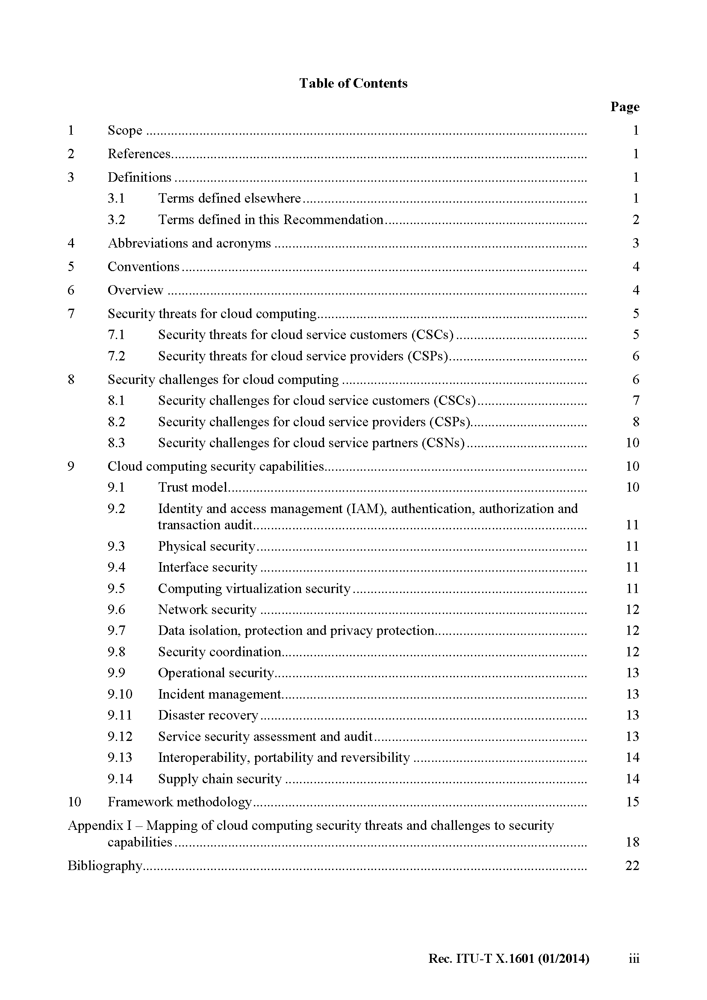 Table of Contents
Page
1 Scope ........ 1
2 References........ 1
3 Definitions ........ 1
3.1 Terms defined elsewhere........ 1
3.2 Terms defined in this Recommendation........ 2
4 Abbreviations and acronyms ........ 3
5 Conventions ........ 4
6 Overview ........ 4
7 Security threats for cloud computing........ 5
7.1 Security threats for cloud service customers (CSCs) ........ 5
7.2 Security threats for cloud service providers (CSPs)........ 6
8 Security challenges for cloud computing ........ 6
8.1 Security challenges for cloud service customers (CSCs)........ 7
8.2 Security challenges for cloud service providers (CSPs)........ 8
8.3 Security challenges for cloud service partners (CSNs)........ 10
9 Cloud computing security capabilities........ 10
9.1 Trust model........ 10
9.2 Identity and access management (IAM), authentication, authorization and
transaction audit........ 11
9.3 Physical security........ 11
9.4 Interface security ........ 11
9.5 Computing virtualization security........ 11
9.6 Network security ........ 12
9.7 Data isolation, protection and privacy protection........ 12
9.8 Security coordination........ 12
9.9 Operational security........ 13
9.10 Incident management........ 13
9.11 Disaster recovery ........ 13
9.12 Service security assessment and audit........ 13
9.13 Interoperability, portability and reversibility ........ 14
9.14 Supply chain security ........ 14
10 Framework methodology........ 15
Appendix I – Mapping of cloud computing security threats and challenges to security
capabilities ........ 18
Bibliography........ 22
Rec. ITU-T X.1601 (01/2014) iii